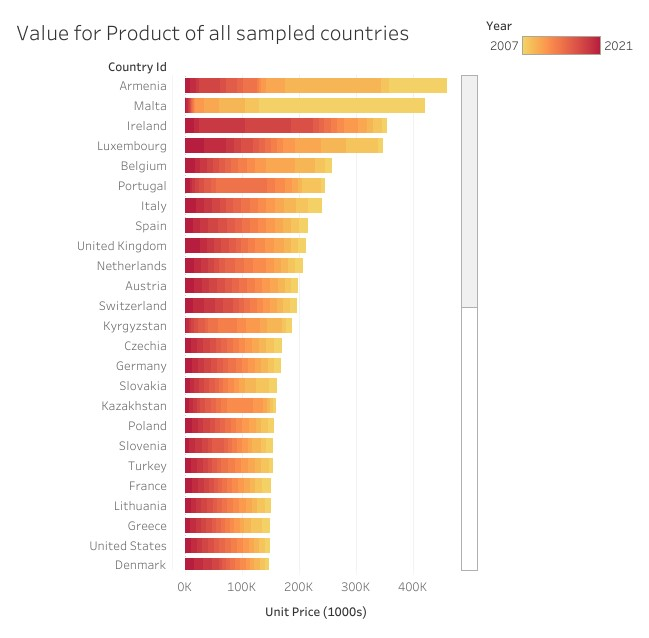 Value for Product of all sampled countries
Year
2007 2021
Country Id
Armenia
Malta
Ireland
Luxembourg
Belgium
Portugal
Italy
Spain
United Kingdom
Netherlands
Austria
Switzerland
Kyrgyzstan
Czechia
Germany
Slovakia
Kazakhstan
Poland
Slovenia
Turkey
France
Lithuania
Greece
United States
Denmark
0K 100K 200K 300K 400K
Unit Price (1000s)